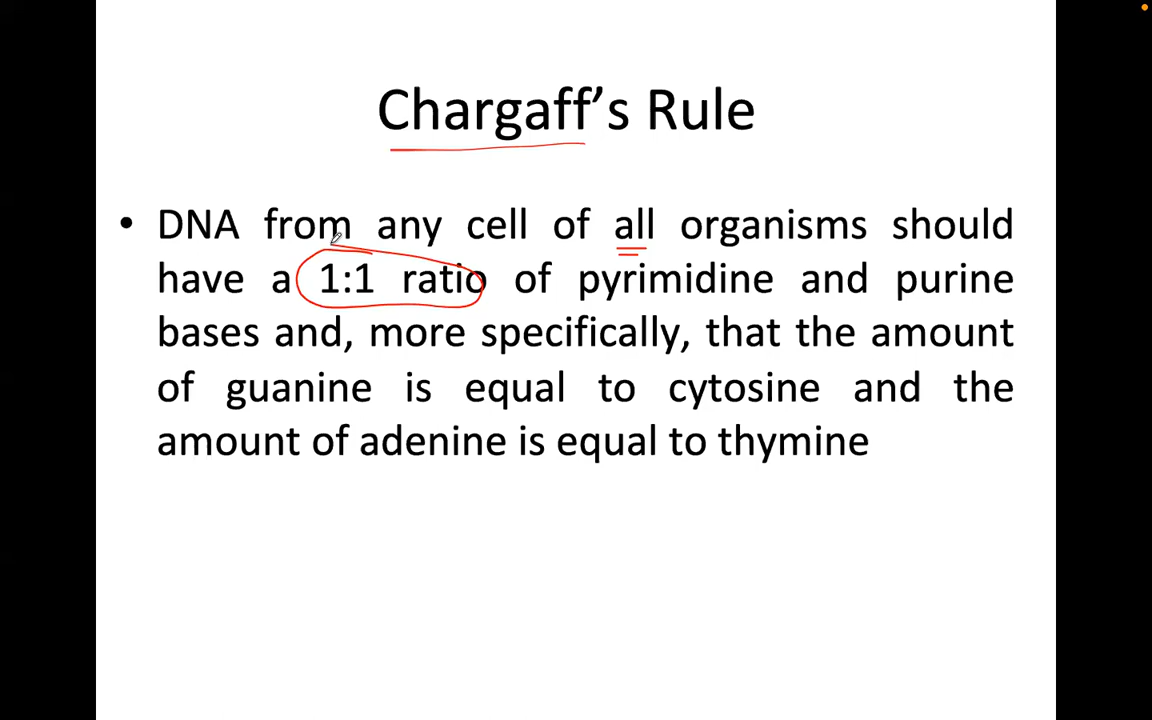 Chargaff’s Rule
• DNA from any cell of all organisms should
have a 1:1 ratio of pyrimidine and purine
bases and, more specifically, that the amount
of guanine is equal to cytosine and the
amount of adenine is equal to thymine